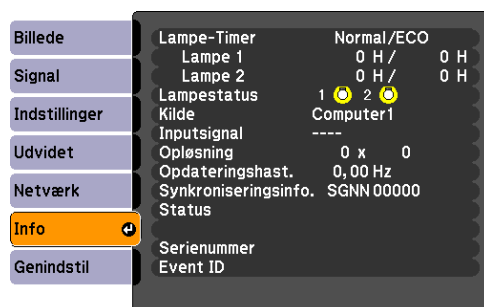 Billede
Signal
Indstillinger
Udvidet
Netværk
Info
Genindstil
Lampe-Timer Normal/ECO
Lampe 1 0 H / 0 H
Lampe 2 0 H / 0 H
Lampestatus 1 2
Kilde Computer1
Inputsignal ----
Opløsning 0 x 0
Opdateringshast. 0,00 Hz
Synkroniseringsinfo. SGNN 00000
Status
Serienummer
Event ID